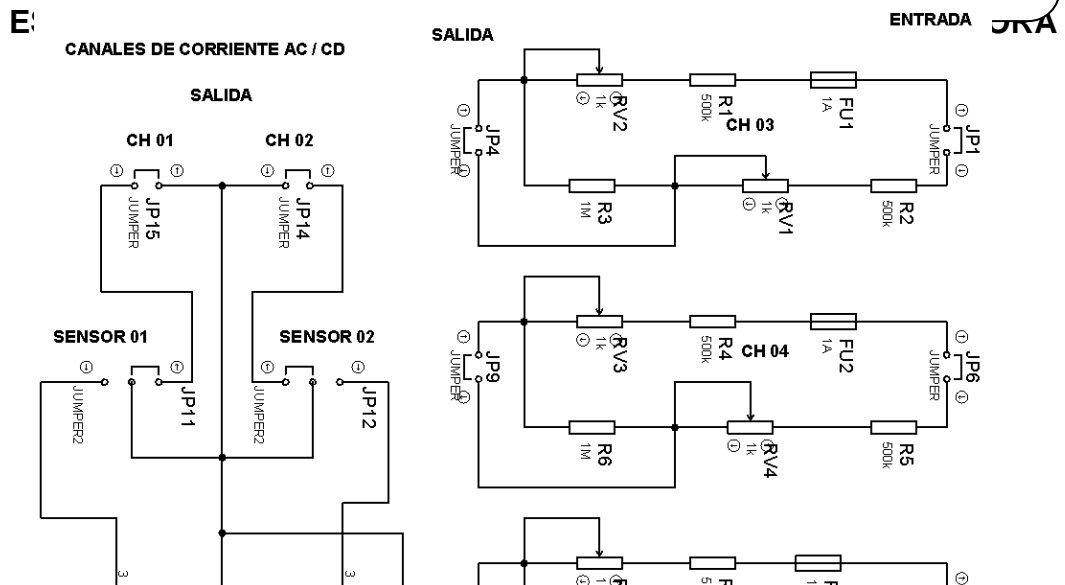 ENTRADA
SALIDA
CANALES DE CORRIENTE AC / CD
SALIDA
CH 01
CH 02
JP15
JUMPER
JP14
JUMPER
SENSOR 01
SENSOR 02
JUMPER2
JP11
JUMPER2
JP12
3
3
RV2
1k
R1
500k
CH 03
FU1
1A
JP4
JUMPER
JP1
JUMPER
R3
1M
RV1
1k
R2
500k
RV3
1k
R4
500k
CH 04
FU2
1A
JP9
JUMPER
JP6
JUMPER
R6
1M
RV4
1k
R5
500k